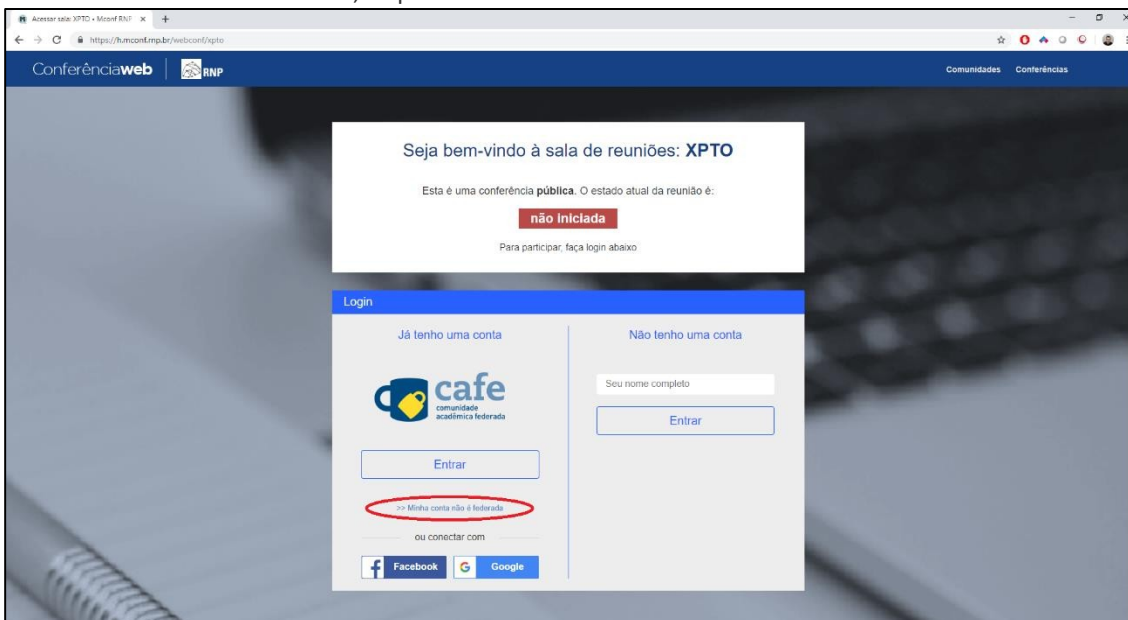 Acessar sala: XPTO • Mconf RNP
https://h.mconf.rnp.br/webconf/xpto
Conferênciaweb RNP Comunidades Conferências
Seja bem-vindo à sala de reuniões: XPTO
Esta é uma conferência pública. O estado atual da reunião é:
não iniciada
Para participar, faça login abaixo
Login
Já tenho uma conta
cafe
comunidade
acadêmica federada
Entrar
>> Minha conta não é federada
ou conectar com
Facebook G Google
Não tenho uma conta
Seu nome completo
Entrar